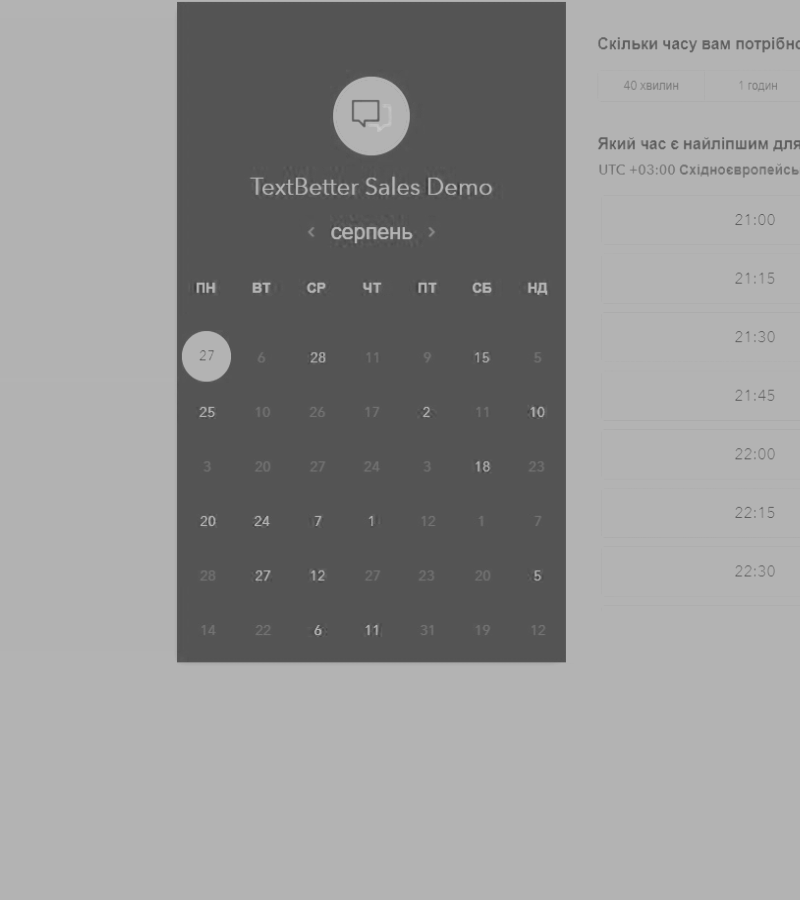 TextBetter Sales Demo
‹ серпень ›
ПН ВТ СР ЧТ ПТ СБ НД
27 6 28 11 9 15 5
25 10 26 17 2 11 10
3 20 27 24 3 18 23
20 24 7 1 12 1 7
28 27 12 27 23 20 5
14 22 6 11 31 19 12
Скільки часу вам потрібно
40 хвилин 1 годин
Який час є найліпшим для
UTC +03:00 Східноєвропейсь
21:00
21:15
21:30
21:45
22:00
22:15
22:30